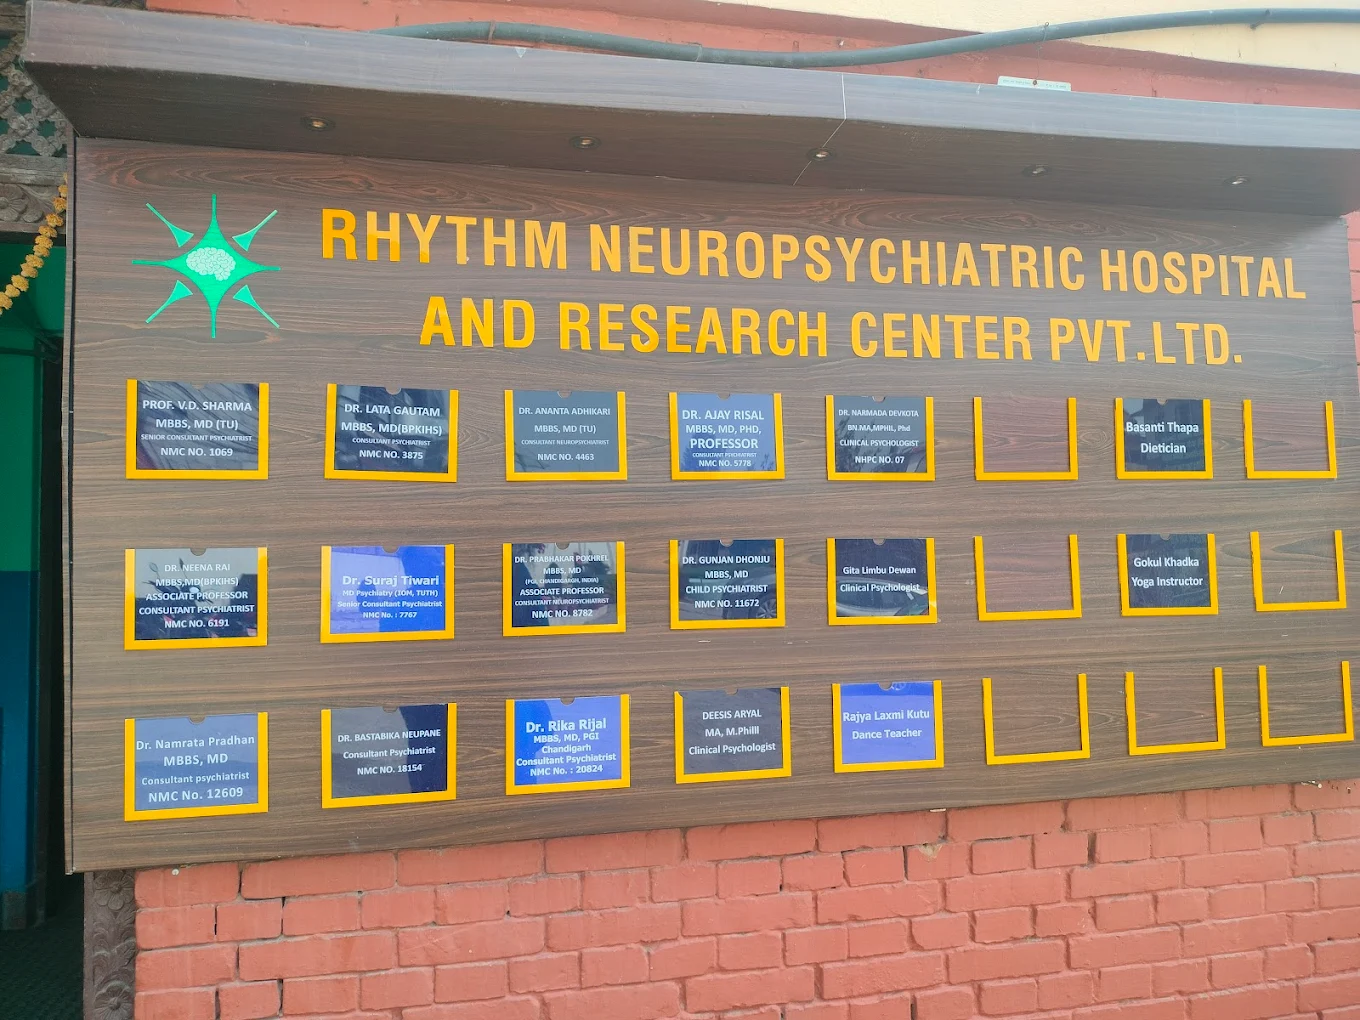 RHYTHM NEUROPSYCHIATRIC HOSPITAL
AND RESEARCH CENTER PVT.LTD.
PROF. V.D. SHARMA
MBBS, MD (TU)
SENIOR CONSULTANT PSYCHIATRIST
NMC NO. 1069
DR. LATA GAUTAM
MBBS, MD(BPKIHS)
CONSULTANT PSYCHIATRIST
NMC NO. 3875
DR. ANANTA ADHIKARI
MBBS, MD (TU)
CONSULTANT NEUROPSYCHIATRIST
NMC NO. 4463
DR. AJAY RISAL
MBBS, MD, PHD,
PROFESSOR
CONSULTANT PSYCHIATRIST
NMC NO. 5778
DR. NARMADA DEVKOTA
BN.MA,MPHIL, Phd
CLINICAL PSYCHOLOGIST
NHPC NO. 07
Basanti Thapa
Dietician
DR. NEENA RAI
MBBS,MD(BPKIHS)
ASSOCIATE PROFESSOR
CONSULTANT PSYCHIATRIST
NMC NO. 6191
Dr. Suraj Tiwari
MD Psychiatry (IOM, TUTH)
Senior Consultant Psychiatrist
NMC No. : 7767
DR. PRABHAKAR POKHREL
MBBS, MD
(PGI, CHANDIGRAGH, INDIA)
ASSOCIATE PROFESSOR
CONSULTANT NEUROPSYCHIATRIST
NMC NO. 8782
DR. GUNJAN DHONJU
MBBS, MD
CHILD PSYCHIATRIST
NMC NO. 11672
Gita Limbu Dewan
Clinical Psychologist
Gokul Khadka
Yoga Instructor
Dr. Namrata Pradhan
MBBS, MD
Consultant psychiatrist
NMC No. 12609
DR. BASTABIKA NEUPANE
Consultant Psychiatrist
NMC NO. 18154
Dr. Rika Rijal
MBBS, MD, PGI
Chandigarh
Consultant Psychiatrist
NMC No. : 20824
DEESIS ARYAL
MA, M.Philll
Clinical Psychologist
Rajya Laxmi Kutu
Dance Teacher